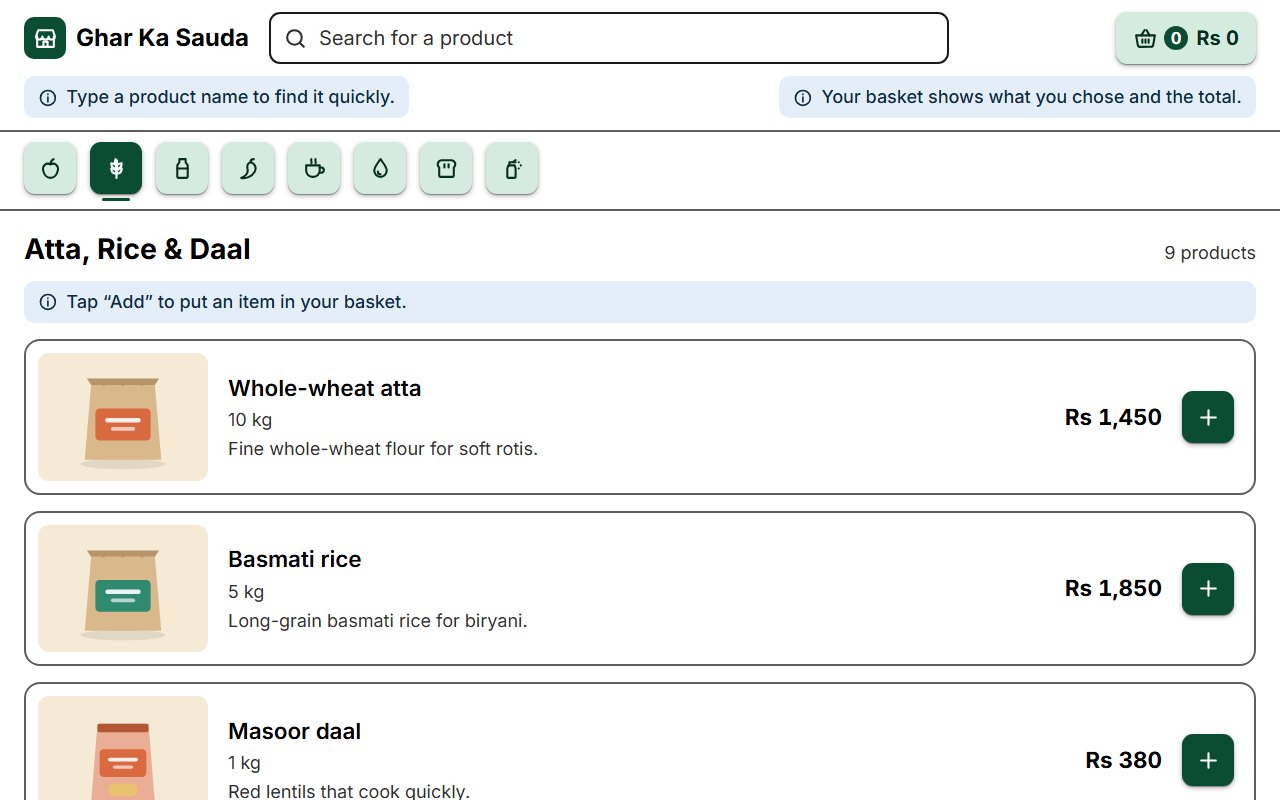 Ghar Ka Sauda
Search for a product
0 Rs 0
Type a product name to find it quickly.
Your basket shows what you chose and the total.
Atta, Rice & Daal
9 products
Tap “Add” to put an item in your basket.
Whole-wheat atta
10 kg
Fine whole-wheat flour for soft rotis.
Rs 1,450
Basmati rice
5 kg
Long-grain basmati rice for biryani.
Rs 1,850
Masoor daal
1 kg
Red lentils that cook quickly.
Rs 380